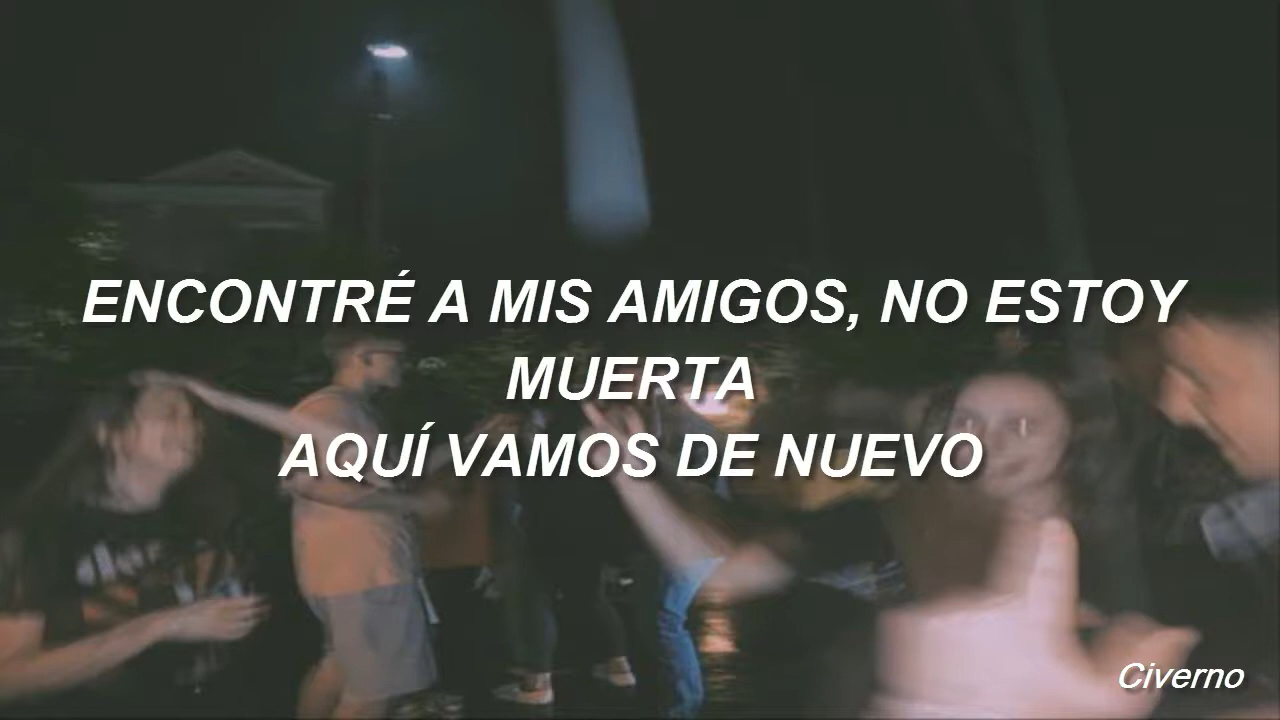 ENCONTRÉ A MIS AMIGOS, NO ESTOY
MUERTA
AQUÍ VAMOS DE NUEVO
Civerno